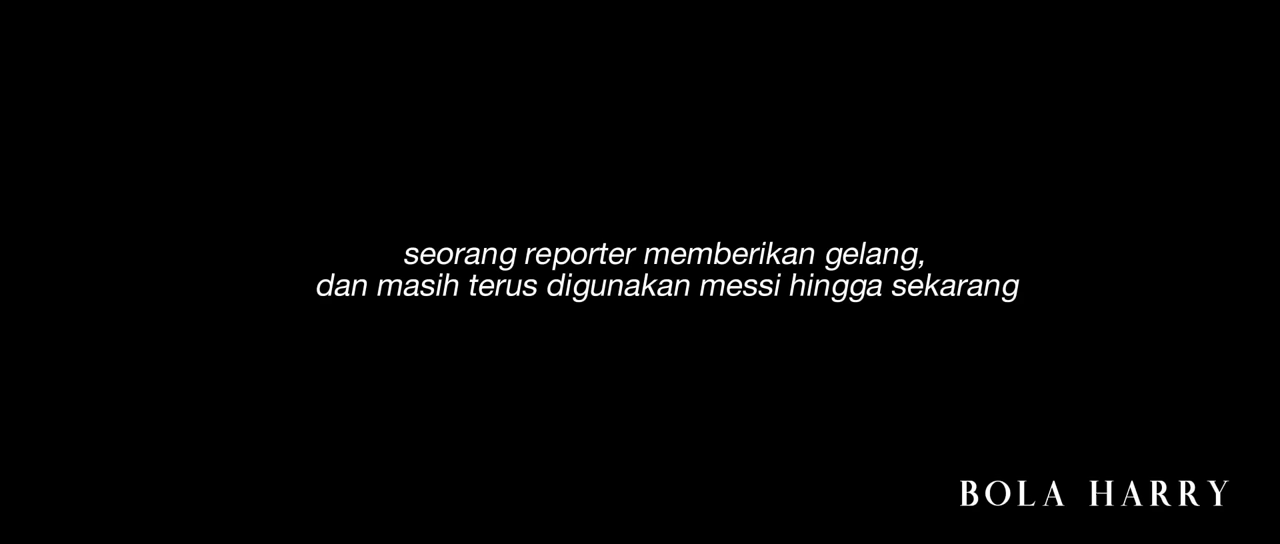 seorang reporter memberikan gelang,
dan masih terus digunakan messi hingga sekarang
BOLA HARRY